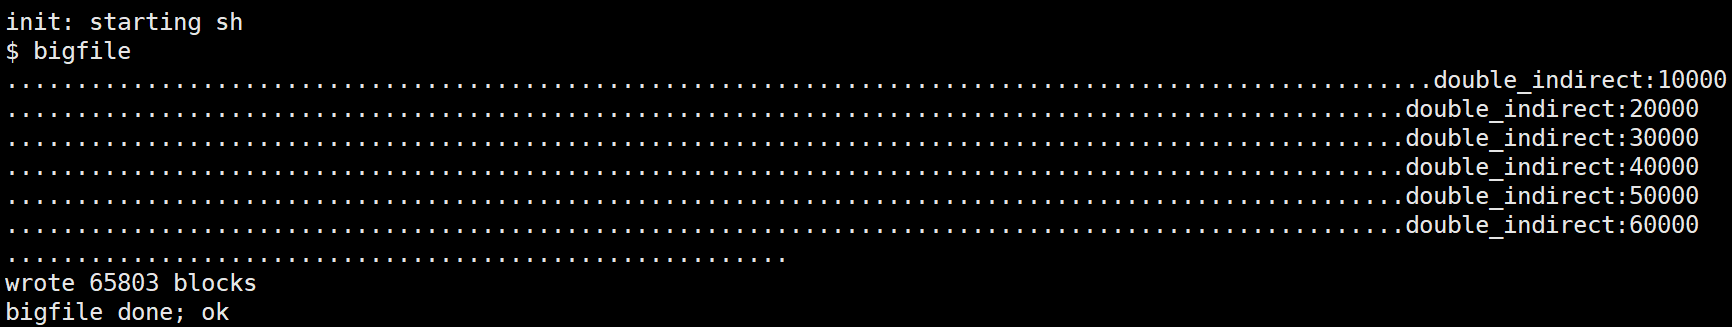 init: starting sh
$ bigfile
......................................................................................................double_indirect:10000
....................................................................................................double_indirect:20000
....................................................................................................double_indirect:30000
....................................................................................................double_indirect:40000
....................................................................................................double_indirect:50000
....................................................................................................double_indirect:60000
........................................................
wrote 65803 blocks
bigfile done; ok